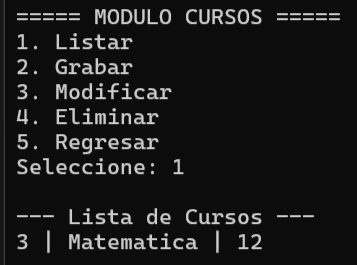 ===== MODULO CURSOS =====
1. Listar
2. Grabar
3. Modificar
4. Eliminar
5. Regresar
Seleccione: 1

--- Lista de Cursos ---
3 | Matematica | 12